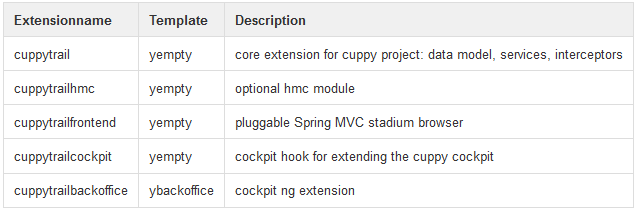 Extensionname Template Description
cuppytrail yempty core extension for cuppy project: data model, services, interceptors
cuppytrailhmc yempty optional hmc module
cuppytrailfrontend yempty pluggable Spring MVC stadium browser
cuppytrailcockpit yempty cockpit hook for extending the cuppy cockpit
cuppytrailbackoffice ybackoffice cockpit ng extension